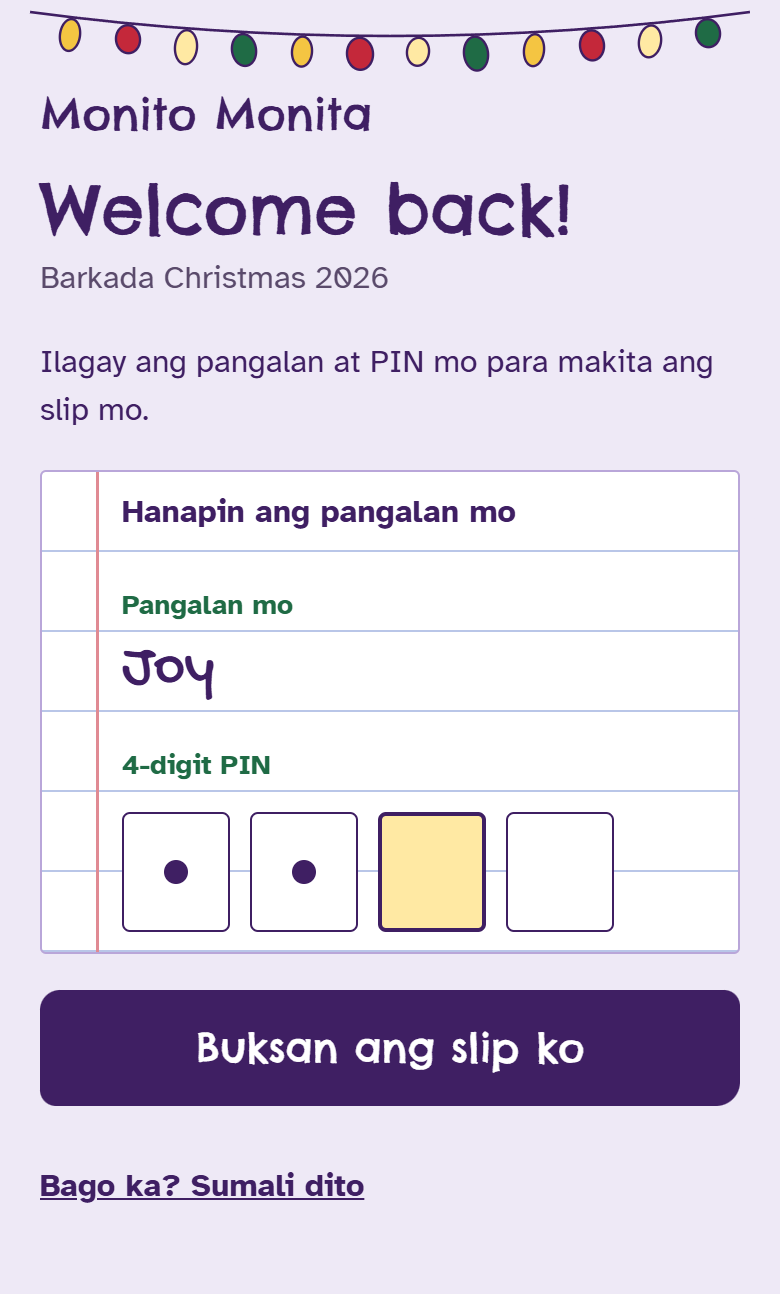 Monito Monita
Welcome back!
Barkada Christmas 2026
Ilagay ang pangalan at PIN mo para makita ang
slip mo.
Hanapin ang pangalan mo
Pangalan mo
Joy
4-digit PIN
Buksan ang slip ko
Bago ka? Sumali dito